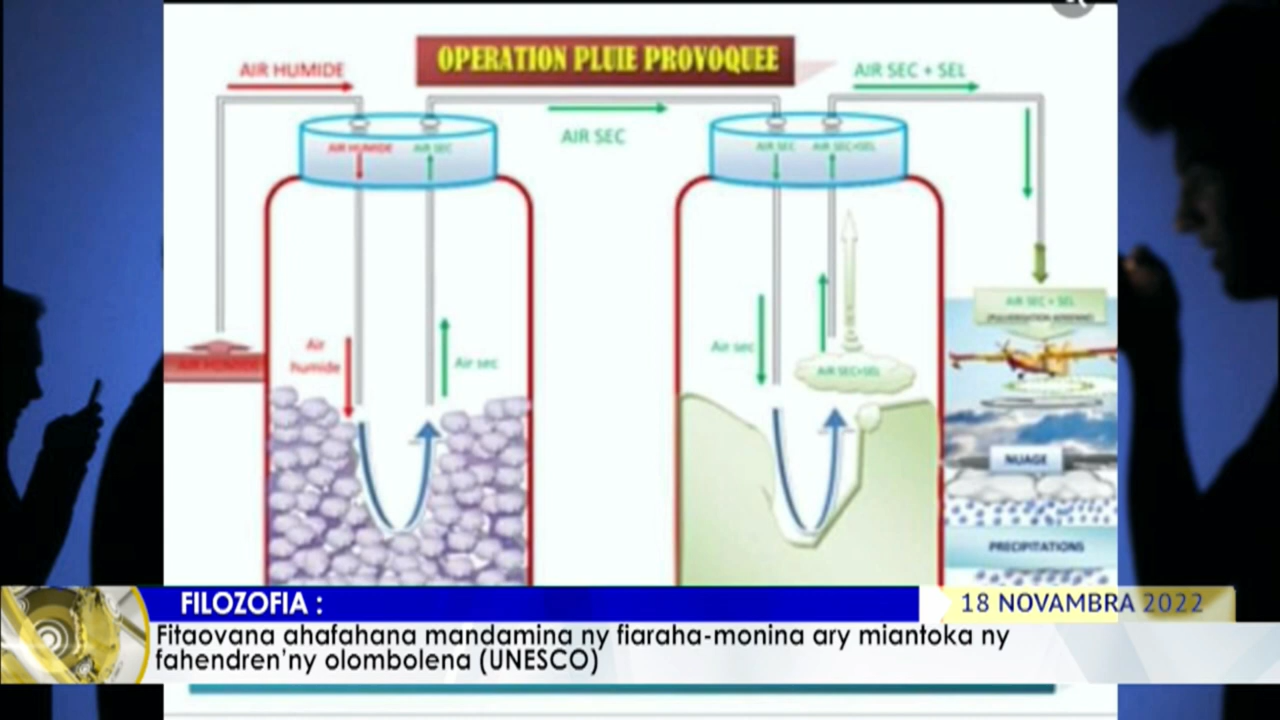 OPERATION PLUIE PROVOQUEE
AIR HUMIDE
AIR SEC + SEL
AIR SEC
AIR HUMIDE
AIR SEC
AIR SEC
AIR SEC+SEL
Air
humide
Air sec
Air sec
AIR SEC+SEL
AIR HUMIDE
AIR SEC + SEL
NUAGE
PRECIPITATIONS
FILOZOFIA :
18 NOVAMBRA 2022
Fitaovana ahafahana mandamina ny fiaraha-monina ary miantoka ny
fahendren'ny olombolena (UNESCO)